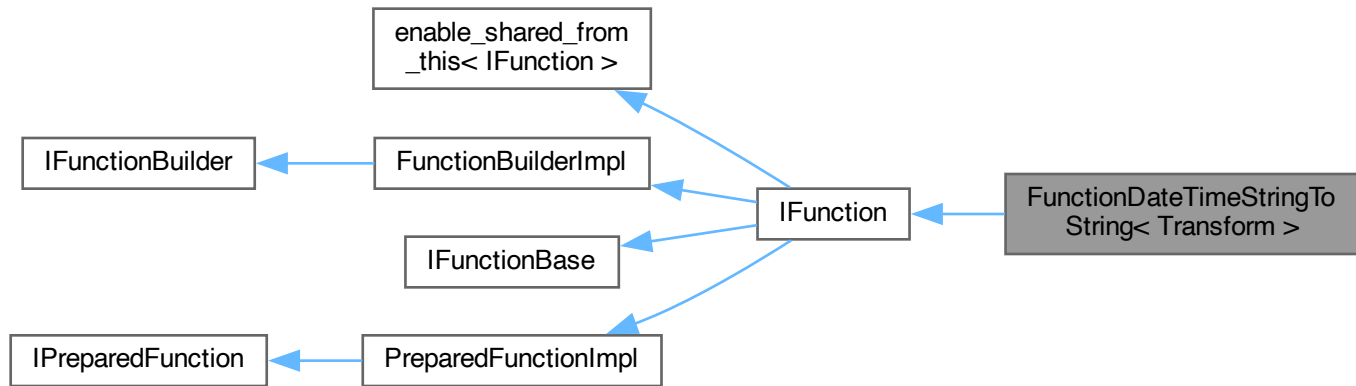 enable_shared_from
_this< IFunction >
IFunctionBuilder
FunctionBuilderImpl
IFunction
FunctionDateTimeStringTo
String< Transform >
IFunctionBase
IPreparedFunction
PreparedFunctionImpl